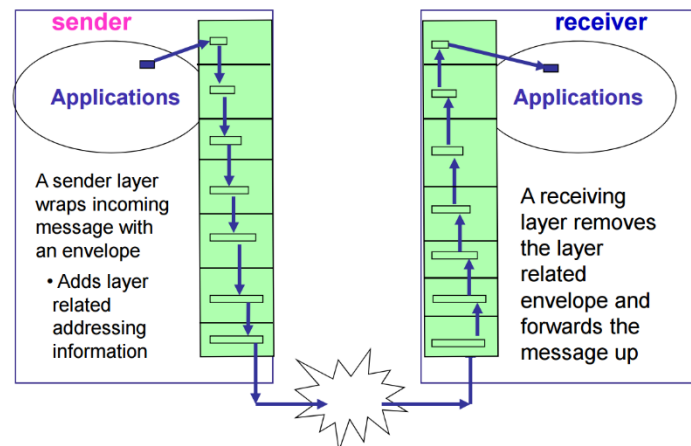 sender
Applications
A sender layer
wraps incoming
message with
an envelope
• Adds layer
related
addressing
information
receiver
Applications
A receiving
layer removes
the layer
related
envelope and
forwards the
message up